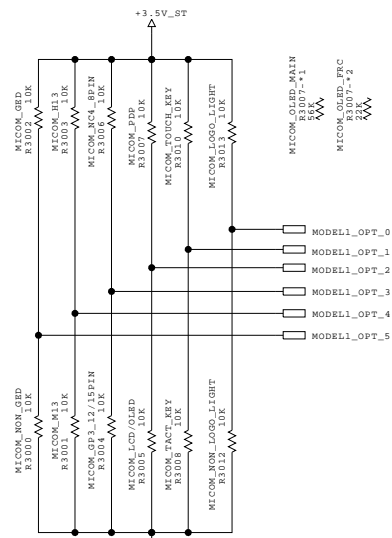 +3.5V_ST
MICOM_GED
R3002 10K
MICOM_H13
R3003 10K
MICOM_NC4_8PIN
R3006 10K
MICOM_PDP
R3007 10K
MICOM_TOUCH_KEY
R3010 10K
MICOM_LOGO_LIGHT
R3013 10K
MICOM_OLED_MAIN
R3007-*1
56K
MICOM_OLED_FRC
R3007-*2
22K
MODEL1_OPT_0
MODEL1_OPT_1
MODEL1_OPT_2
MODEL1_OPT_3
MODEL1_OPT_4
MODEL1_OPT_5
MICOM_NON_GED
R3000 10K
MICOM_M13
R3001 10K
MICOM_GP3_12/15PIN
R3004 10K
MICOM_LCD/OLED
R3005 10K
MICOM_TACT_KEY
R3008 10K
MICOM_NON_LOGO_LIGHT
R3012 10K